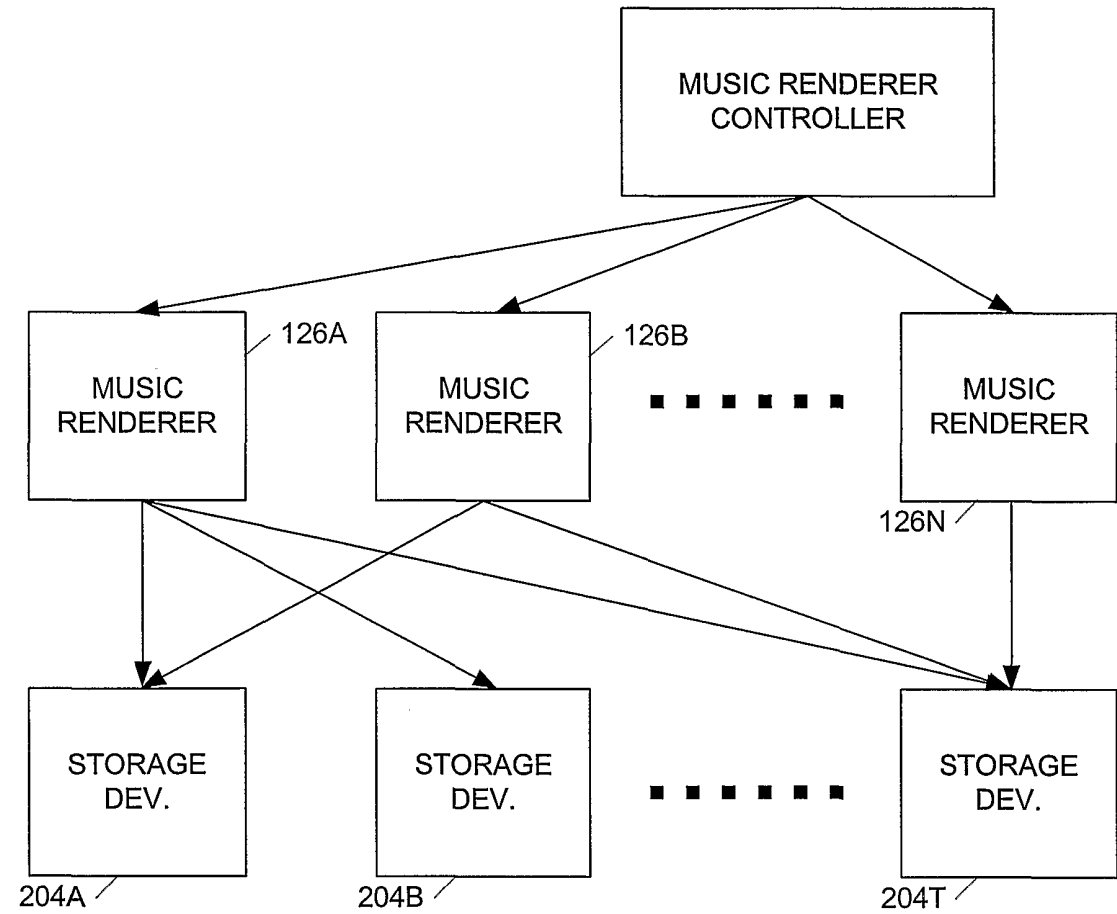 MUSIC RENDERER
CONTROLLER
126A
126B
MUSIC
RENDERER
MUSIC
RENDERER
MUSIC
RENDERER
126N
STORAGE
DEV.
STORAGE
DEV.
STORAGE
DEV.
204A
204B
204T